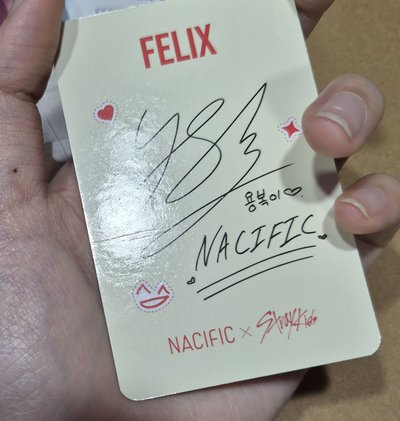 FELIX
용복이♡.
NACIFIC
NACIFIC × Stray Kids